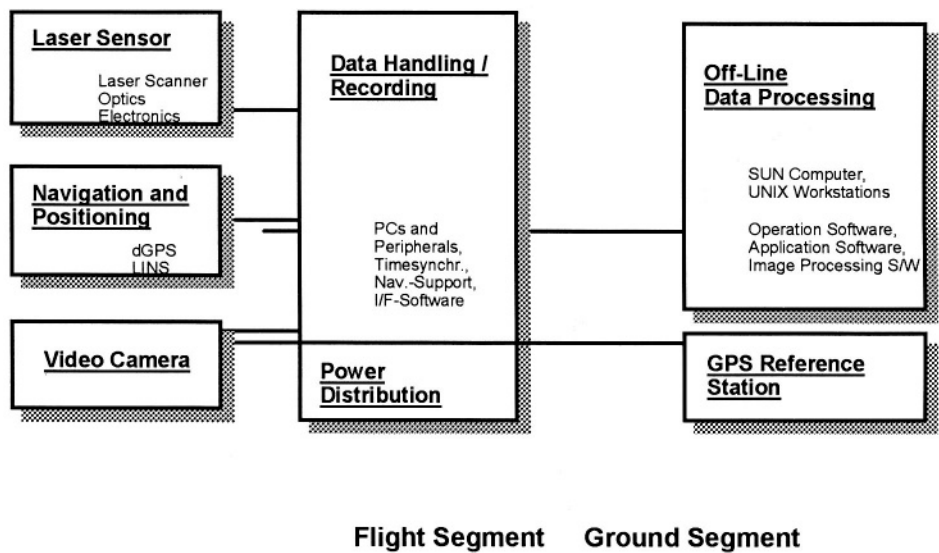 Laser Sensor
Laser Scanner
Optics
Electronics
Navigation and
Positioning
dGPS
LINS
Video Camera
Data Handling /
Recording
PCs and
Peripherals,
Timesynchr.,
Nav.-Support,
I/F-Software
Power
Distribution
Off-Line
Data Processing
SUN Computer,
UNIX Workstations
Operation Software,
Application Software,
Image Processing S/W
GPS Reference
Station
Flight Segment
Ground Segment